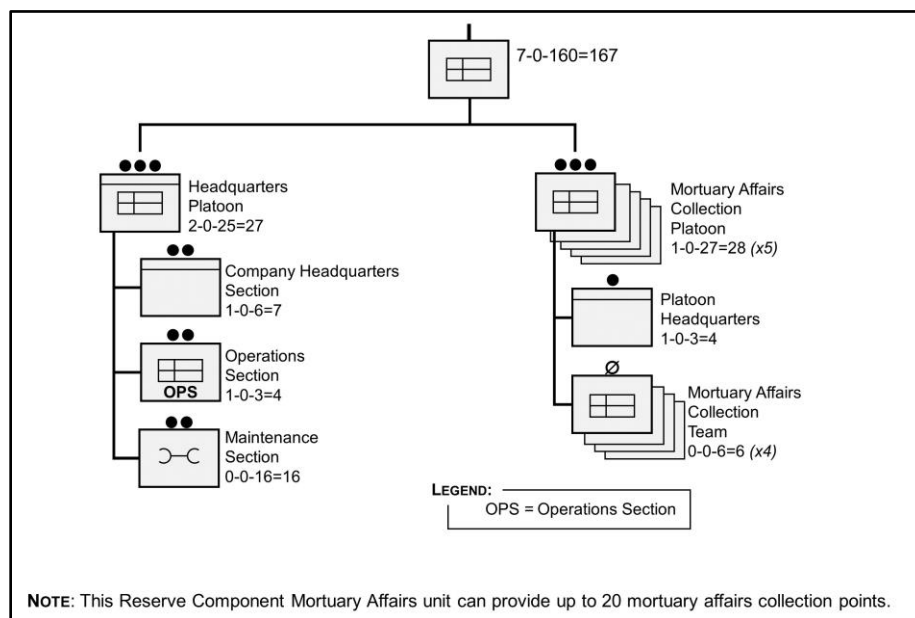 7-0-160=167
Headquarters
Platoon
2-0-25=27
Company Headquarters
Section
1-0-6=7
OPS
Operations
Section
1-0-3=4
Maintenance
Section
0-0-16=16
Mortuary Affairs
Collection
Platoon
1-0-27=28 (x5)
Platoon
Headquarters
1-0-3=4
Mortuary Affairs
Collection
Team
0-0-6=6 (x4)
LEGEND:
OPS = Operations Section
NOTE: This Reserve Component Mortuary Affairs unit can provide up to 20 mortuary affairs collection points.